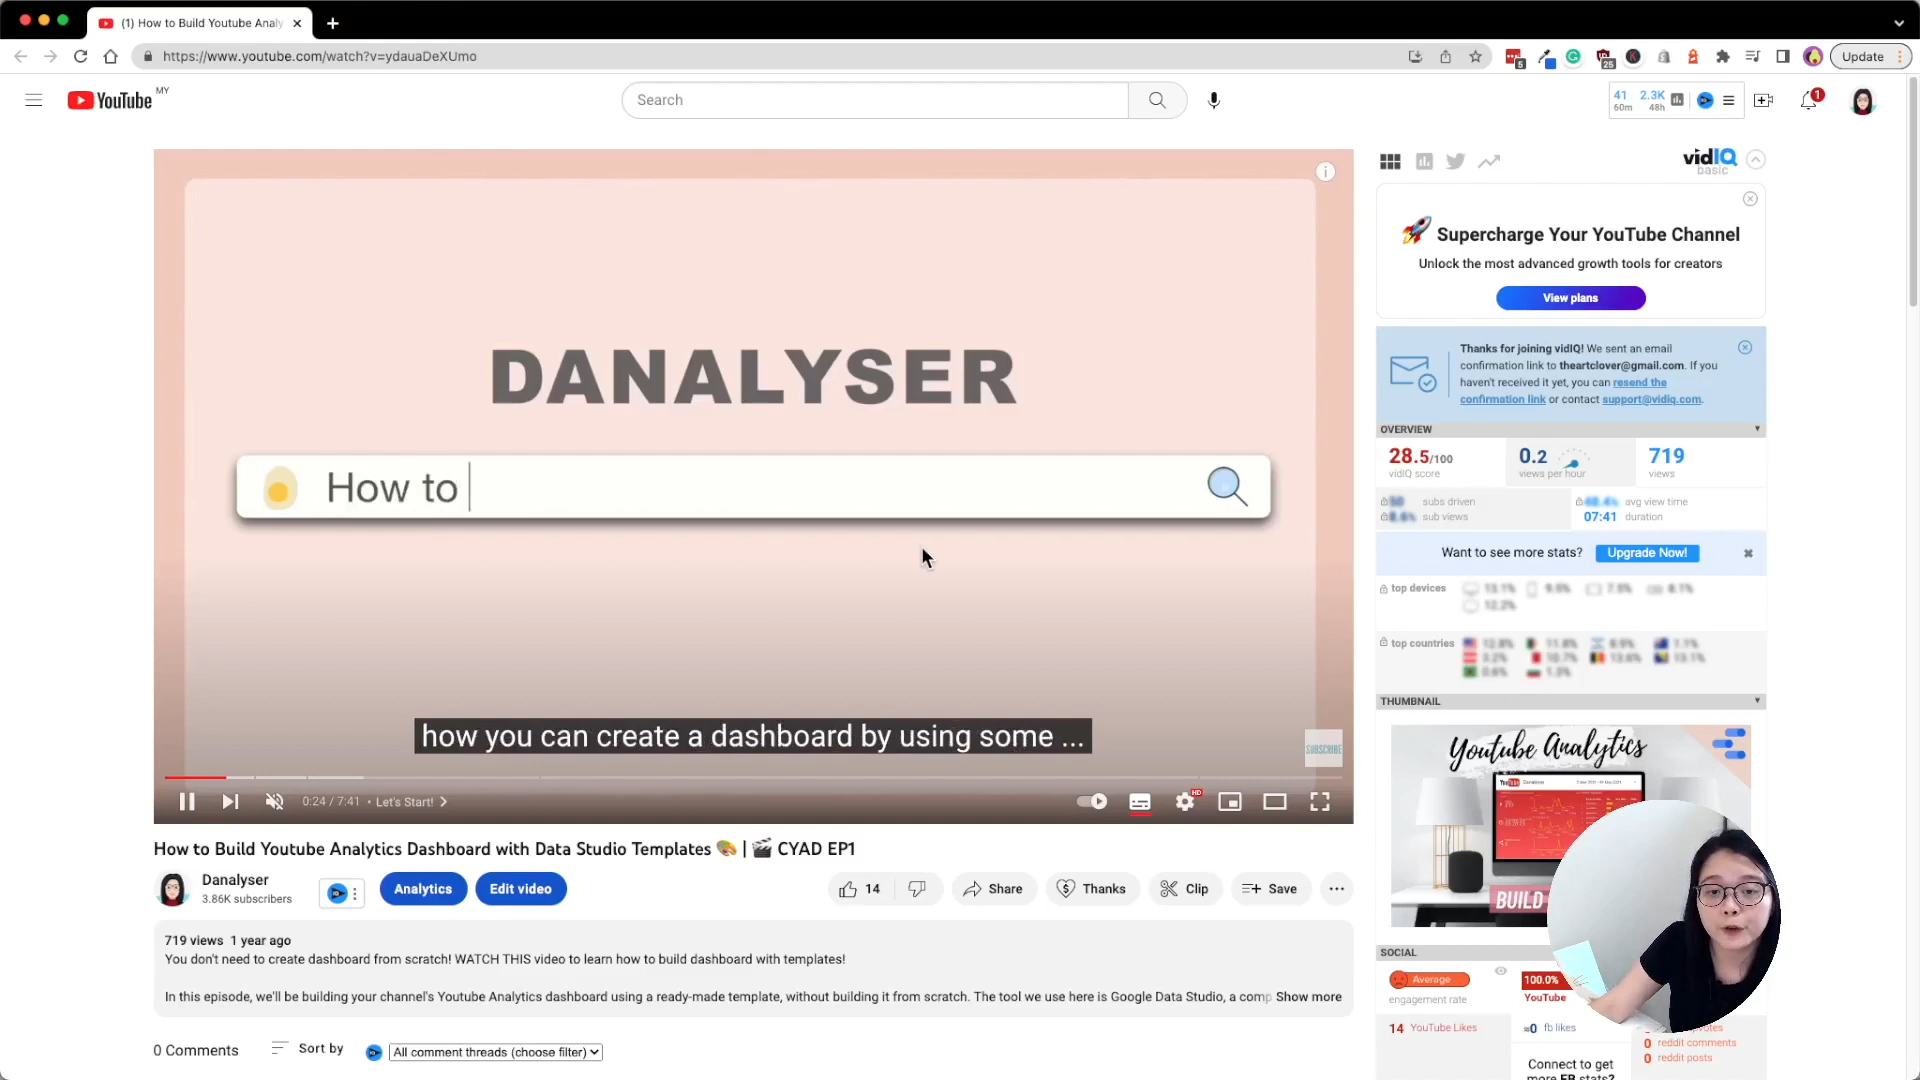 (1) How to Build Youtube Analy
https://www.youtube.com/watch?v=ydauaDeXUmo
5
25
Update
YouTube MY
Search
41 2.3K
60m 48h
1
DANALYSER
How to
how you can create a dashboard by using some ...
SUBSCRIBE
0:24 / 7:41 • Let's Start!
HD
How to Build Youtube Analytics Dashboard with Data Studio Templates 🎨 | 🎬 CYAD EP1
Danalyser
3.86K subscribers
Analytics
Edit video
14
Share
Thanks
Clip
Save
719 views 1 year ago
You don't need to create dashboard from scratch! WATCH THIS video to learn how to build dashboard with templates!
In this episode, we'll be building your channel's Youtube Analytics dashboard using a ready-made template, without building it from scratch. The tool we use here is Google Data Studio, a comp Show more
0 Comments
Sort by
All comment threads (choose filter)
vidIQ
basic
Supercharge Your YouTube Channel
Unlock the most advanced growth tools for creators
View plans
Thanks for joining vidIQ! We sent an email
confirmation link to theartclover@gmail.com. If you
haven't received it yet, you can resend the
confirmation link or contact support@vidiq.com.
OVERVIEW
28.5/100
vidIQ score
0.2
views per hour
719
views
subs driven
sub views
avg view time
07:41 duration
Want to see more stats? Upgrade Now!
top devices
top countries
THUMBNAIL
Youtube Analytics
BUILD
SOCIAL
Average
engagement rate
100.0%
YouTube
14 YouTube Likes
≈0 fb likes
0 reddit comments
0 reddit posts
Connect to get
more FB stats?